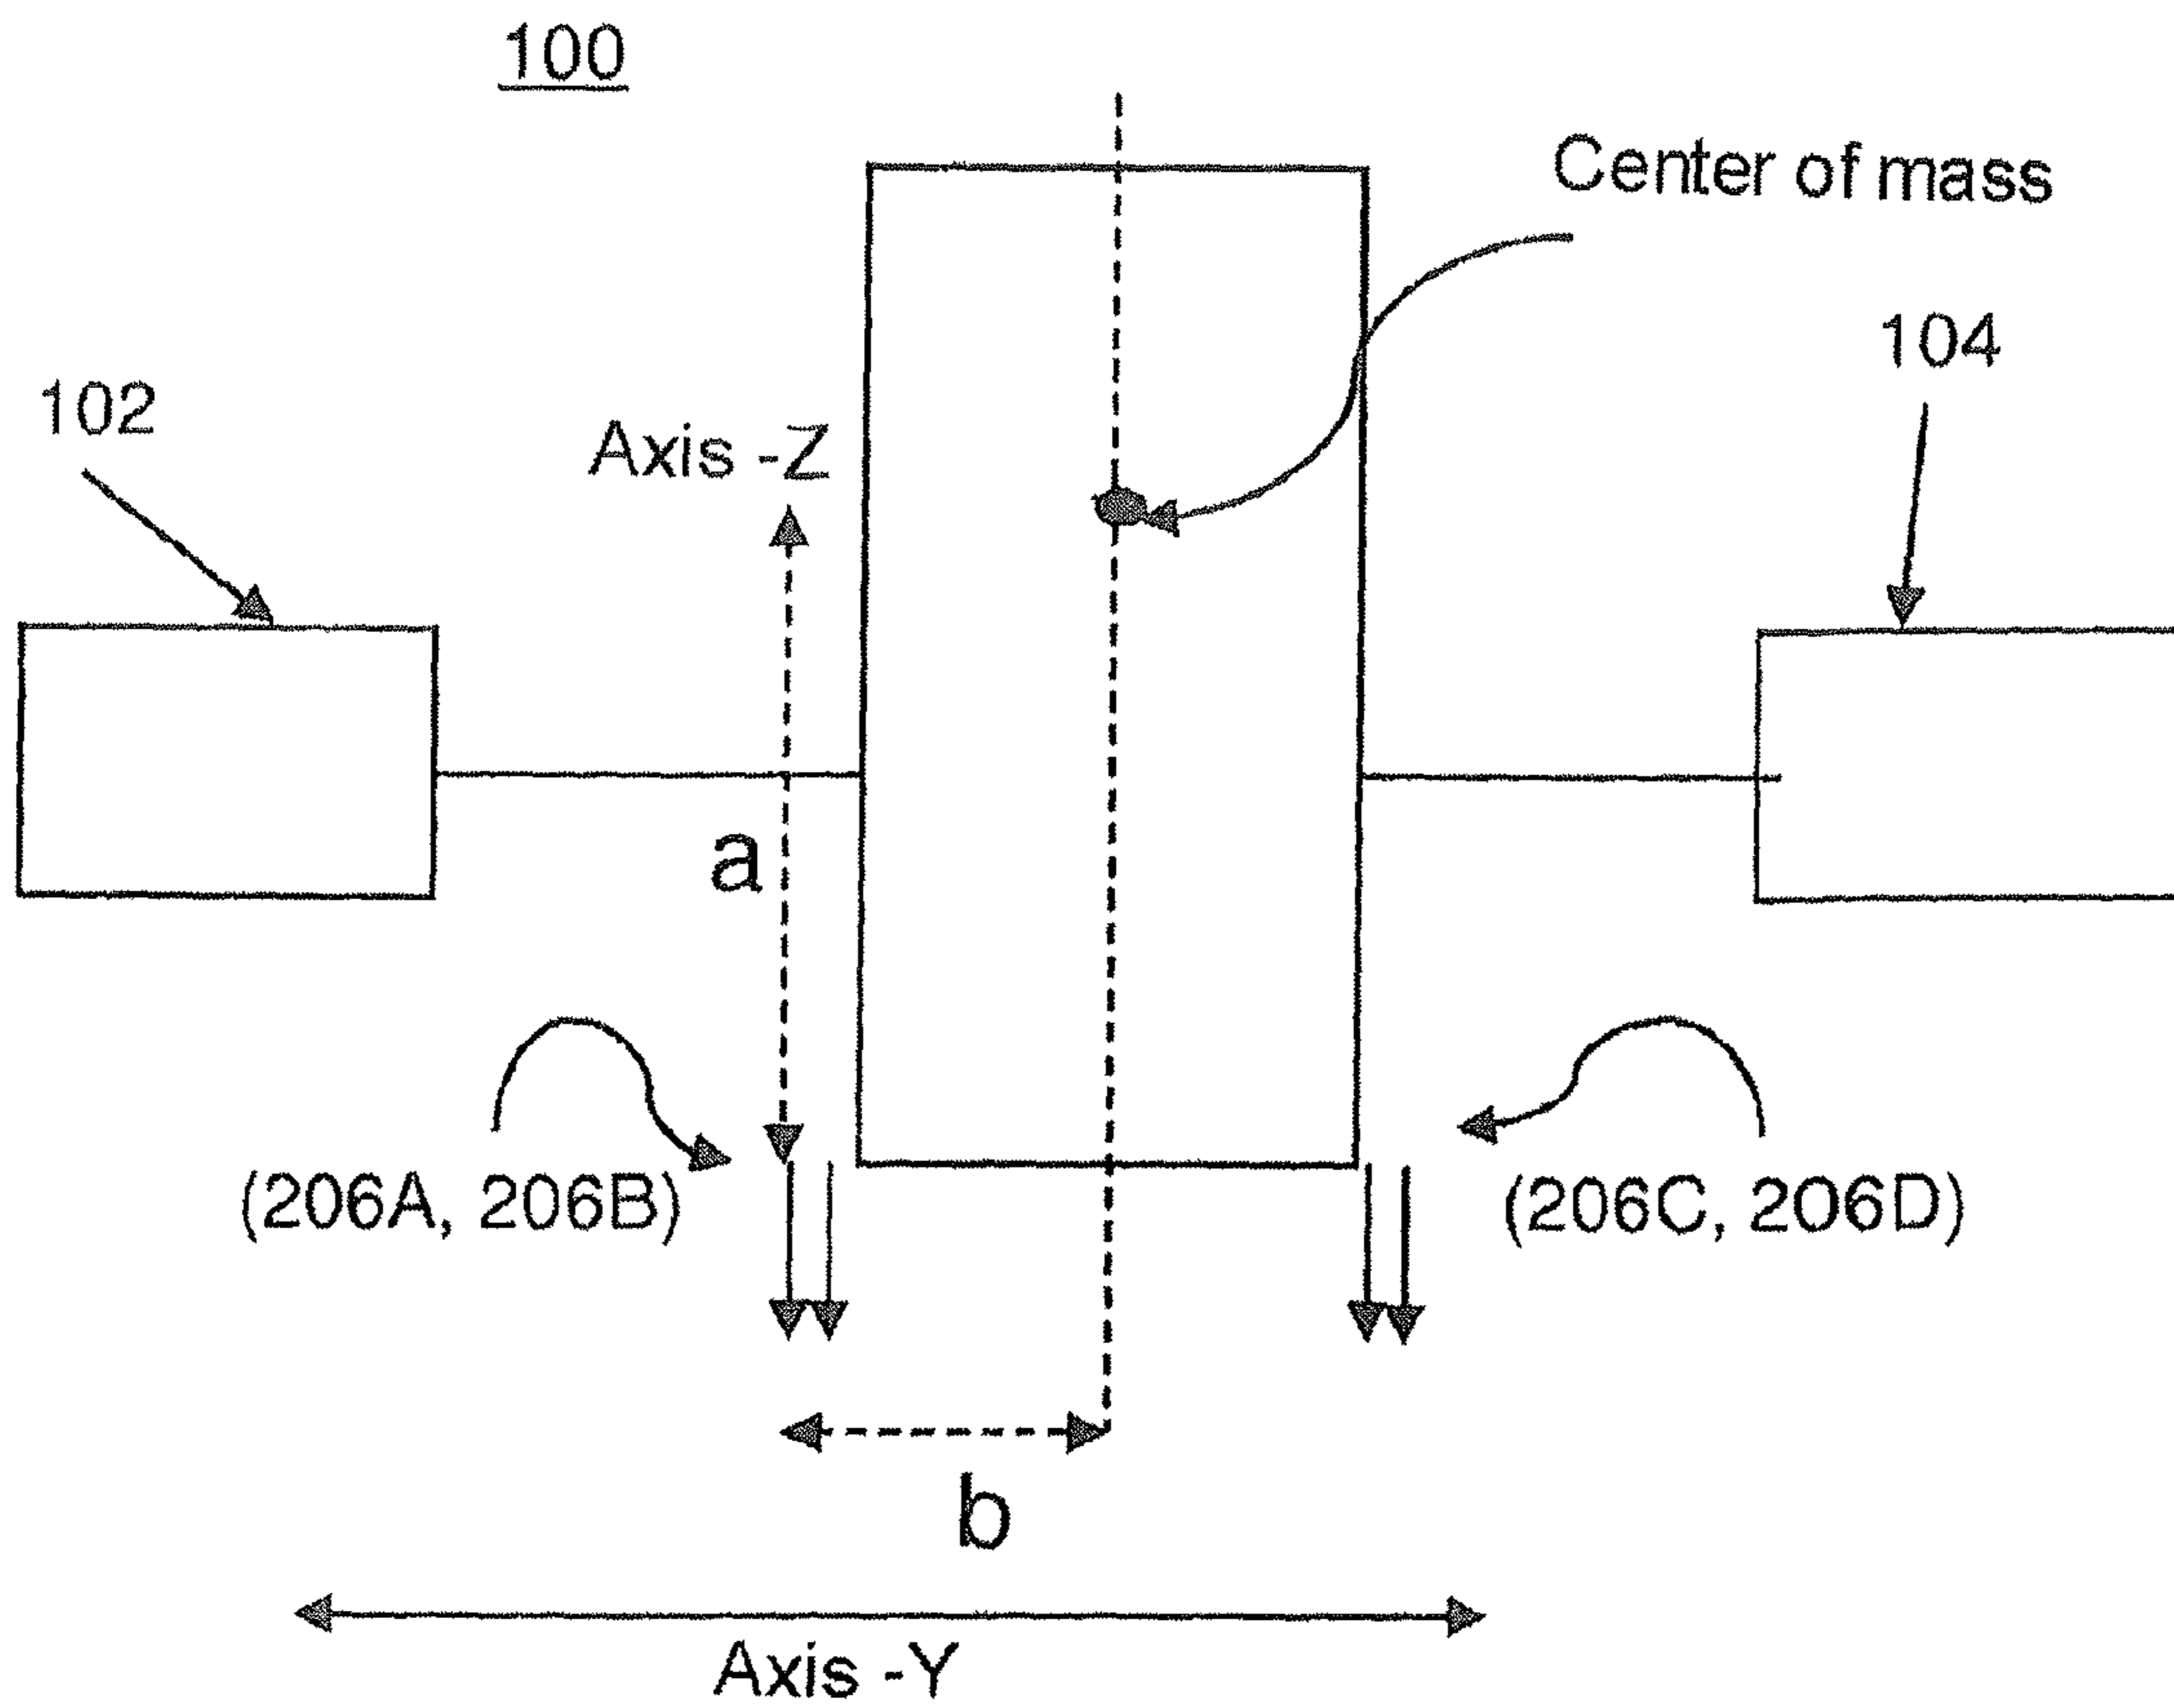 100
Center of mass
104
102
Axis -Z
a
(206A, 206B)
(206C, 206D)
b
Axis -Y